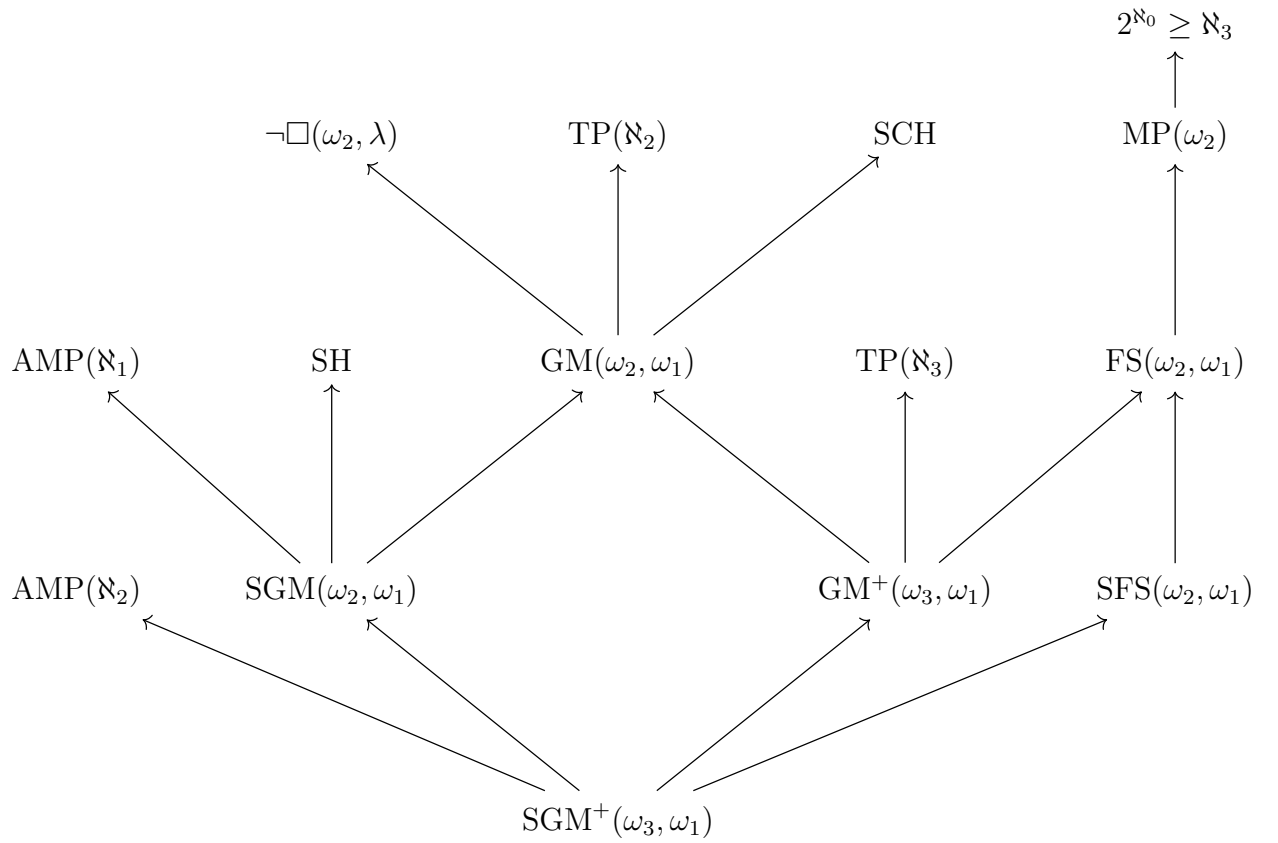 2^{ℵ₀} ≥ ℵ₃
¬□(ω₂, λ) TP(ℵ₂) SCH MP(ω₂)
AMP(ℵ₁) SH GM(ω₂, ω₁) TP(ℵ₃) FS(ω₂, ω₁)
AMP(ℵ₂) SGM(ω₂, ω₁) GM⁺(ω₃, ω₁) SFS(ω₂, ω₁)
SGM⁺(ω₃, ω₁)